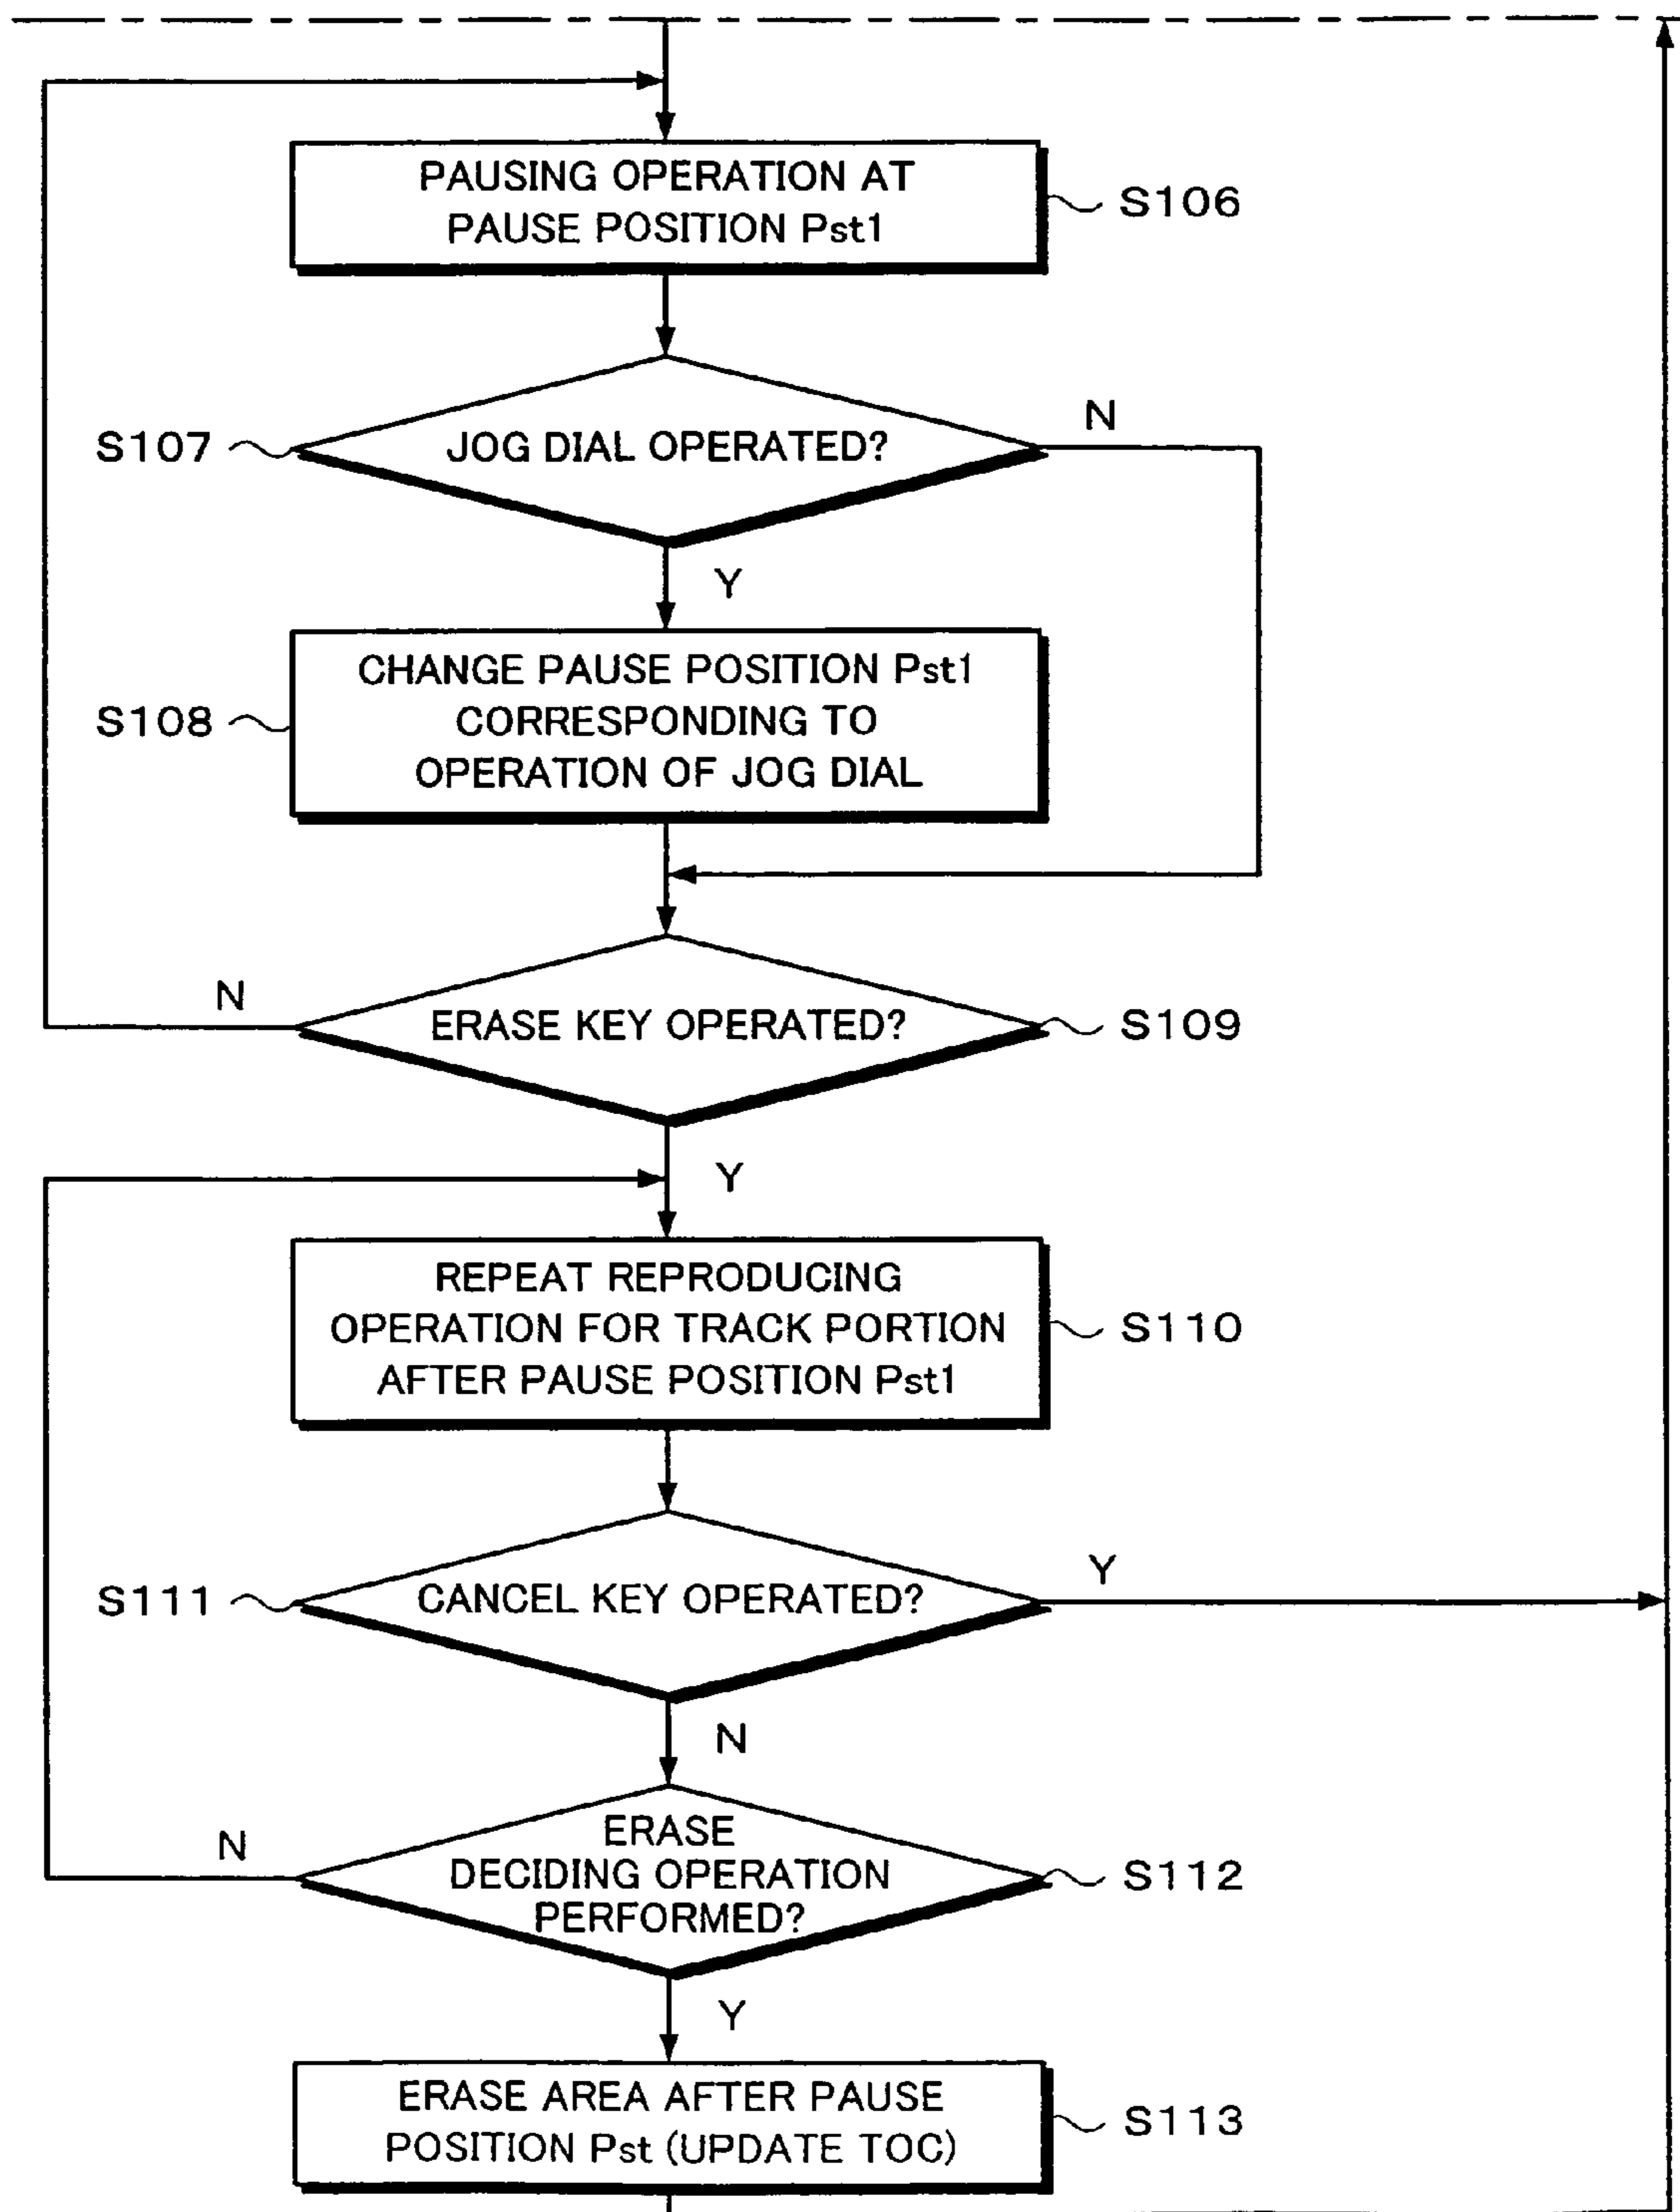 PAUSING OPERATION AT
PAUSE POSITION Pst1
S106
N
S107
JOG DIAL OPERATED?
Y
CHANGE PAUSE POSITION Pst1
S108
CORRESPONDING TO
OPERATION OF JOG DIAL
N
ERASE KEY OPERATED?
S109
Y
REPEAT REPRODUCING
OPERATION FOR TRACK PORTION
S110
AFTER PAUSE POSITION Pst1
Y
S111
CANCEL KEY OPERATED?
N
N
ERASE
DECIDING OPERATION
S112
PERFORMED?
Y
ERASE AREA AFTER PAUSE
S113
POSITION Pst (UPDATE TOC)